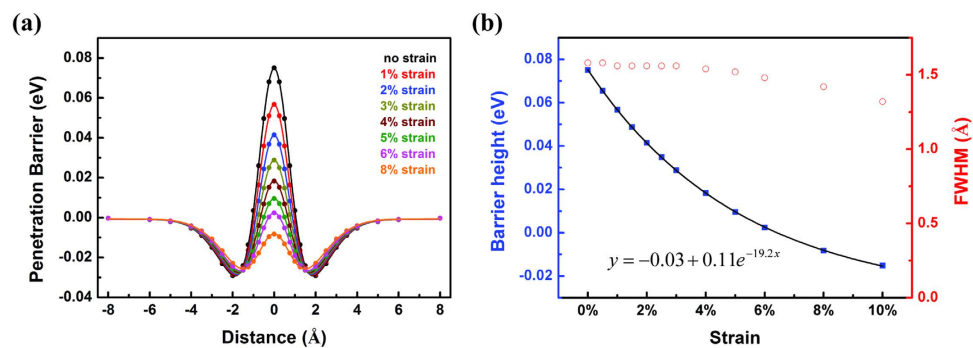 (a)
Penetration Barrier (eV)
0.08
0.06
0.04
0.02
0.00
-0.02
-0.04
no strain
1% strain
2% strain
3% strain
4% strain
5% strain
6% strain
8% strain
-8 -6 -4 -2 0 2 4 6 8
Distance (Å)
(b)
Barrier height (eV)
0.08
0.06
0.04
0.02
0.00
-0.02
y = −0.03 + 0.11e^{−19.2x}
0% 2% 4% 6% 8% 10%
Strain
1.5
1.0
0.5
0.0
FWHM (Å)